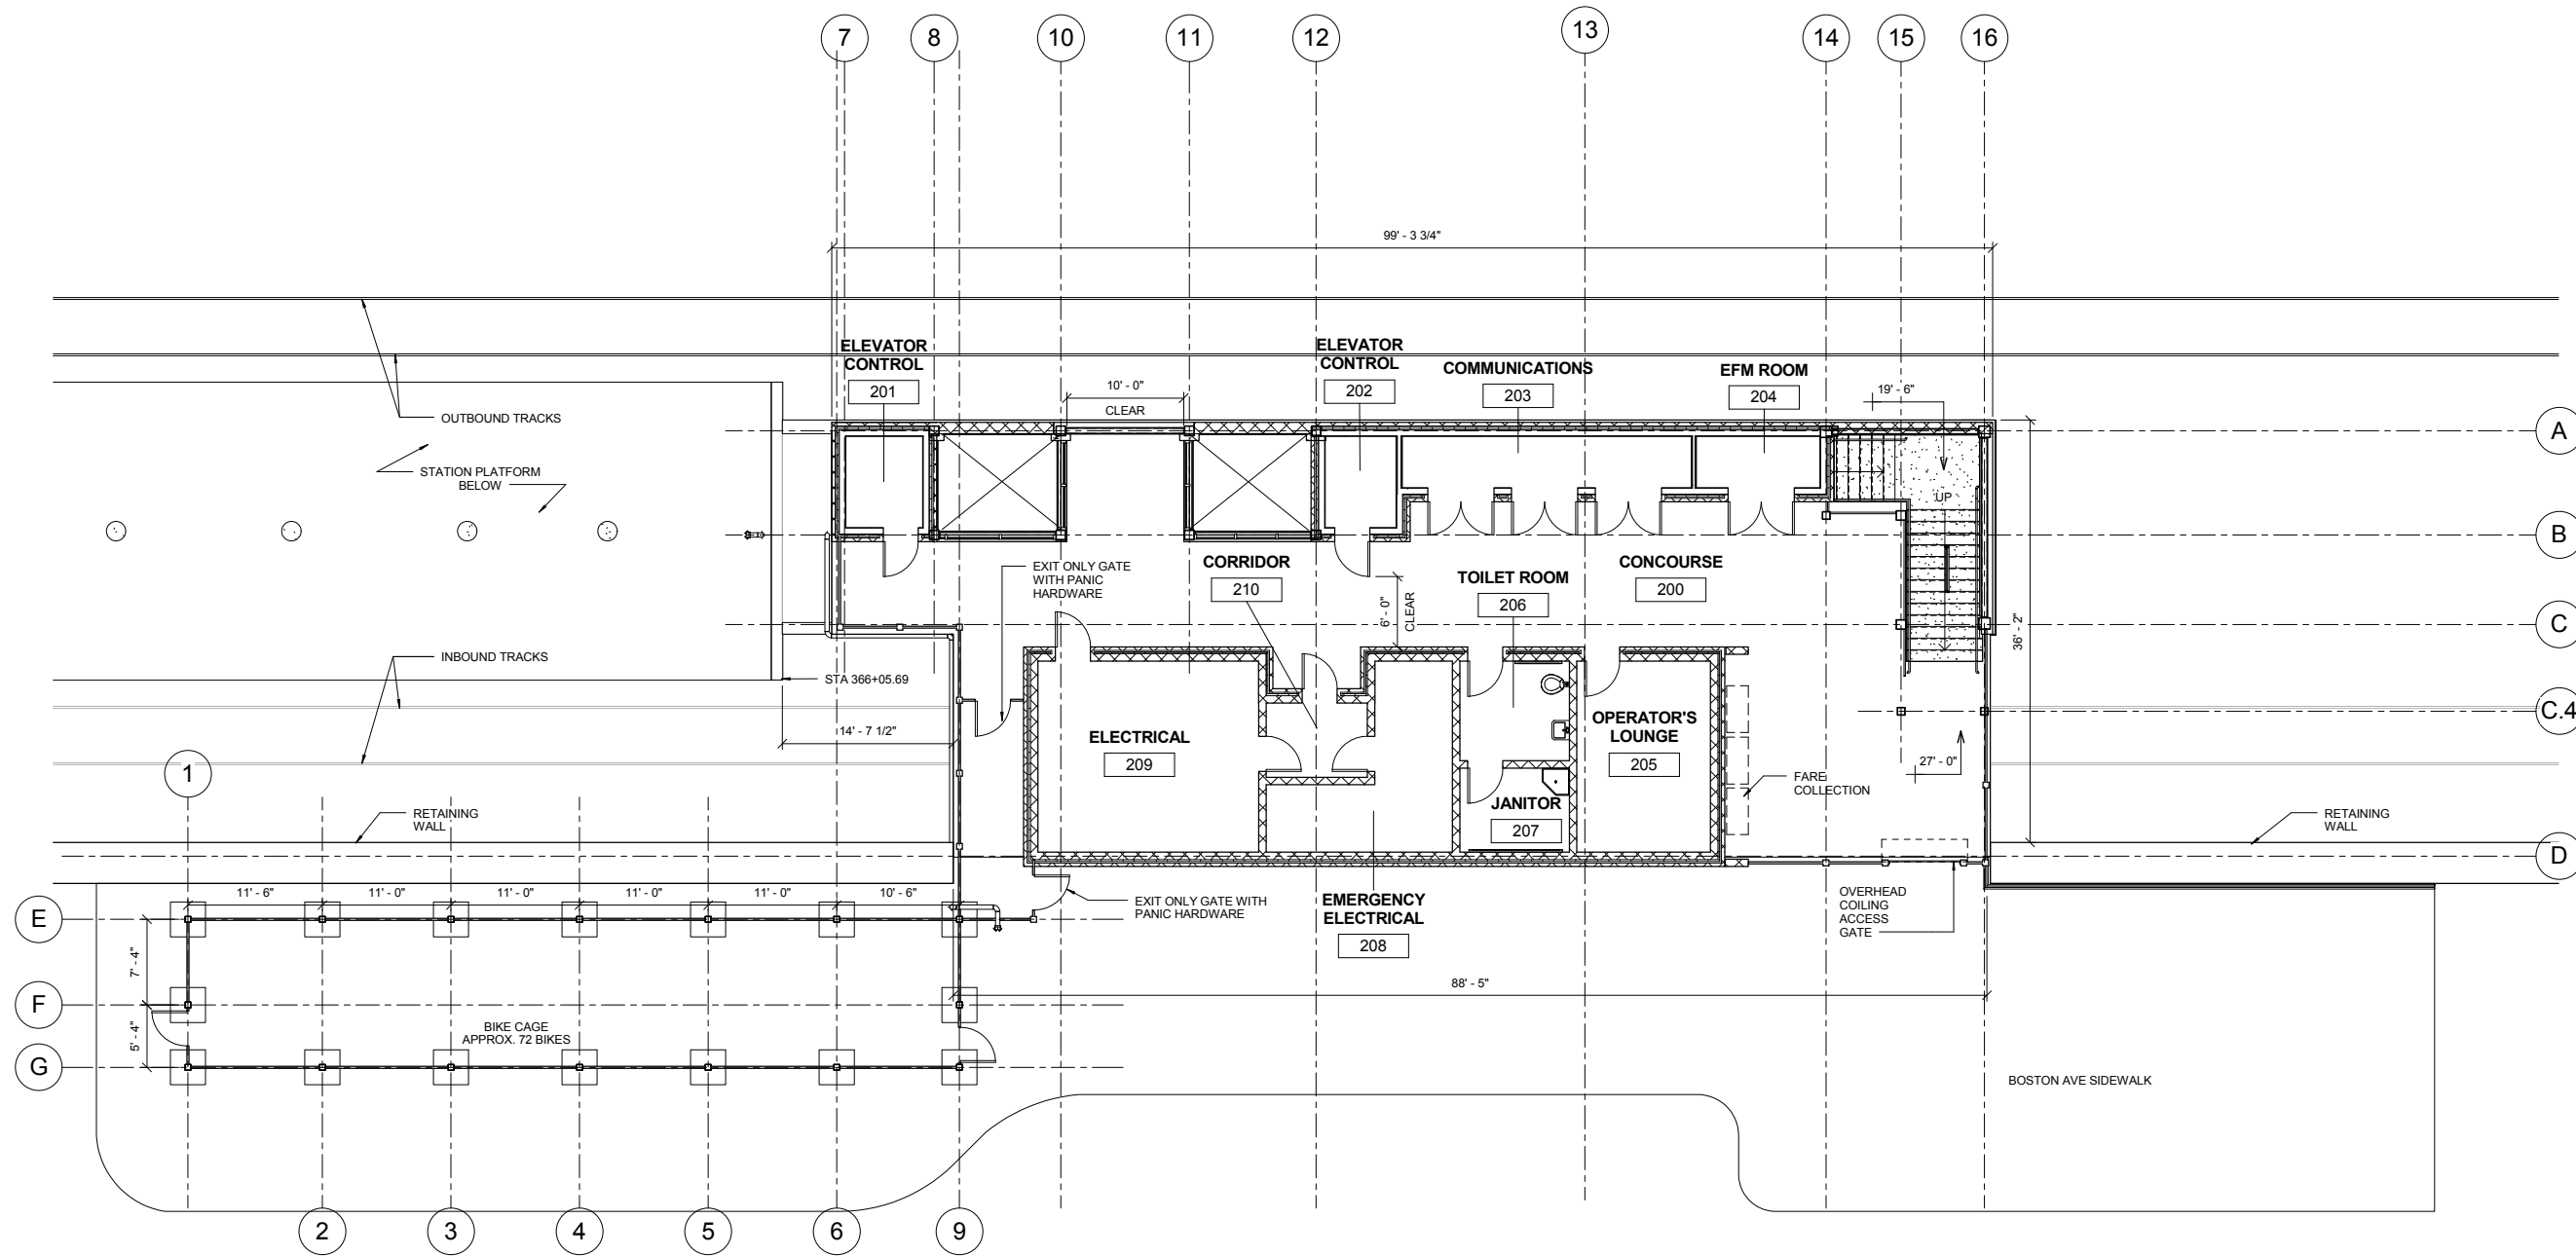 7
8
10
11
12
13
14
15
16
99' - 3 3/4"
ELEVATOR
CONTROL
201
10' - 0"
CLEAR
ELEVATOR
CONTROL
202
COMMUNICATIONS
203
EFM ROOM
204
19' - 6"
OUTBOUND TRACKS
STATION PLATFORM
BELOW
A
UP
B
EXIT ONLY GATE
WITH PANIC
HARDWARE
CORRIDOR
210
6' - 0"
CLEAR
TOILET ROOM
206
CONCOURSE
200
36' - 2"
C
INBOUND TRACKS
STA 366+05.69
14' - 7 1/2"
ELECTRICAL
209
OPERATOR'S
LOUNGE
205
C.4
27' - 0"
FARE
COLLECTION
1
RETAINING
WALL
JANITOR
207
RETAINING
WALL
D
11' - 6"
11' - 0"
11' - 0"
11' - 0"
11' - 0"
10' - 6"
EXIT ONLY GATE WITH
PANIC HARDWARE
EMERGENCY
ELECTRICAL
208
OVERHEAD
COILING
ACCESS
GATE
E
7' - 4"
F
88' - 5"
5' - 4"
BIKE CAGE
APPROX. 72 BIKES
G
BOSTON AVE SIDEWALK
2
3
4
5
6
9